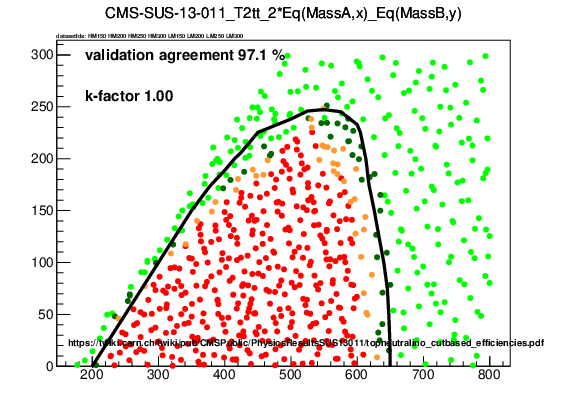 CMS-SUS-13-011_T2tt_2*Eq(MassA,x)_Eq(MassB,y)
datasetIds: HM150 HM200 HM250 HM300 LM150 LM200 LM250 LM300
300
validation agreement 97.1 %
250
k-factor 1.00
200
150
100
50
https://twiki.cern.ch/twiki/pub/CMSPublic/PhysicsResultsSUS13011/topneutralino_cutbased_efficiencies.pdf
0
200 300 400 500 600 700 800